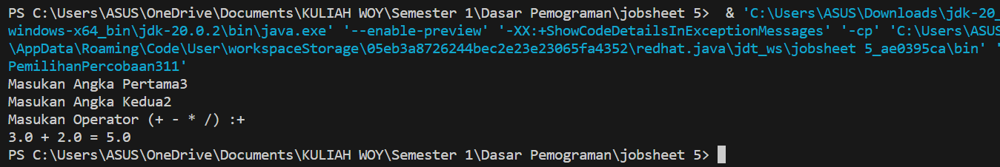 PS C:\Users\ASUS\OneDrive\Documents\KULIAH WOY\Semester 1\Dasar Pemograman\jobsheet 5>  & 'C:\Users\ASUS\Downloads\jdk-20_
windows-x64_bin\jdk-20.0.2\bin\java.exe' '--enable-preview' '-XX:+ShowCodeDetailsInExceptionMessages' '-cp' 'C:\Users\ASUS
\AppData\Roaming\Code\User\workspaceStorage\05eb3a8726244bec2e23e23065fa4352\redhat.java\jdt_ws\jobsheet 5_ae0395ca\bin' '
PemilihanPercobaan311'
Masukan Angka Pertama3
Masukan Angka Kedua2
Masukan Operator (+ - * /) :+
3.0 + 2.0 = 5.0
PS C:\Users\ASUS\OneDrive\Documents\KULIAH WOY\Semester 1\Dasar Pemograman\jobsheet 5>